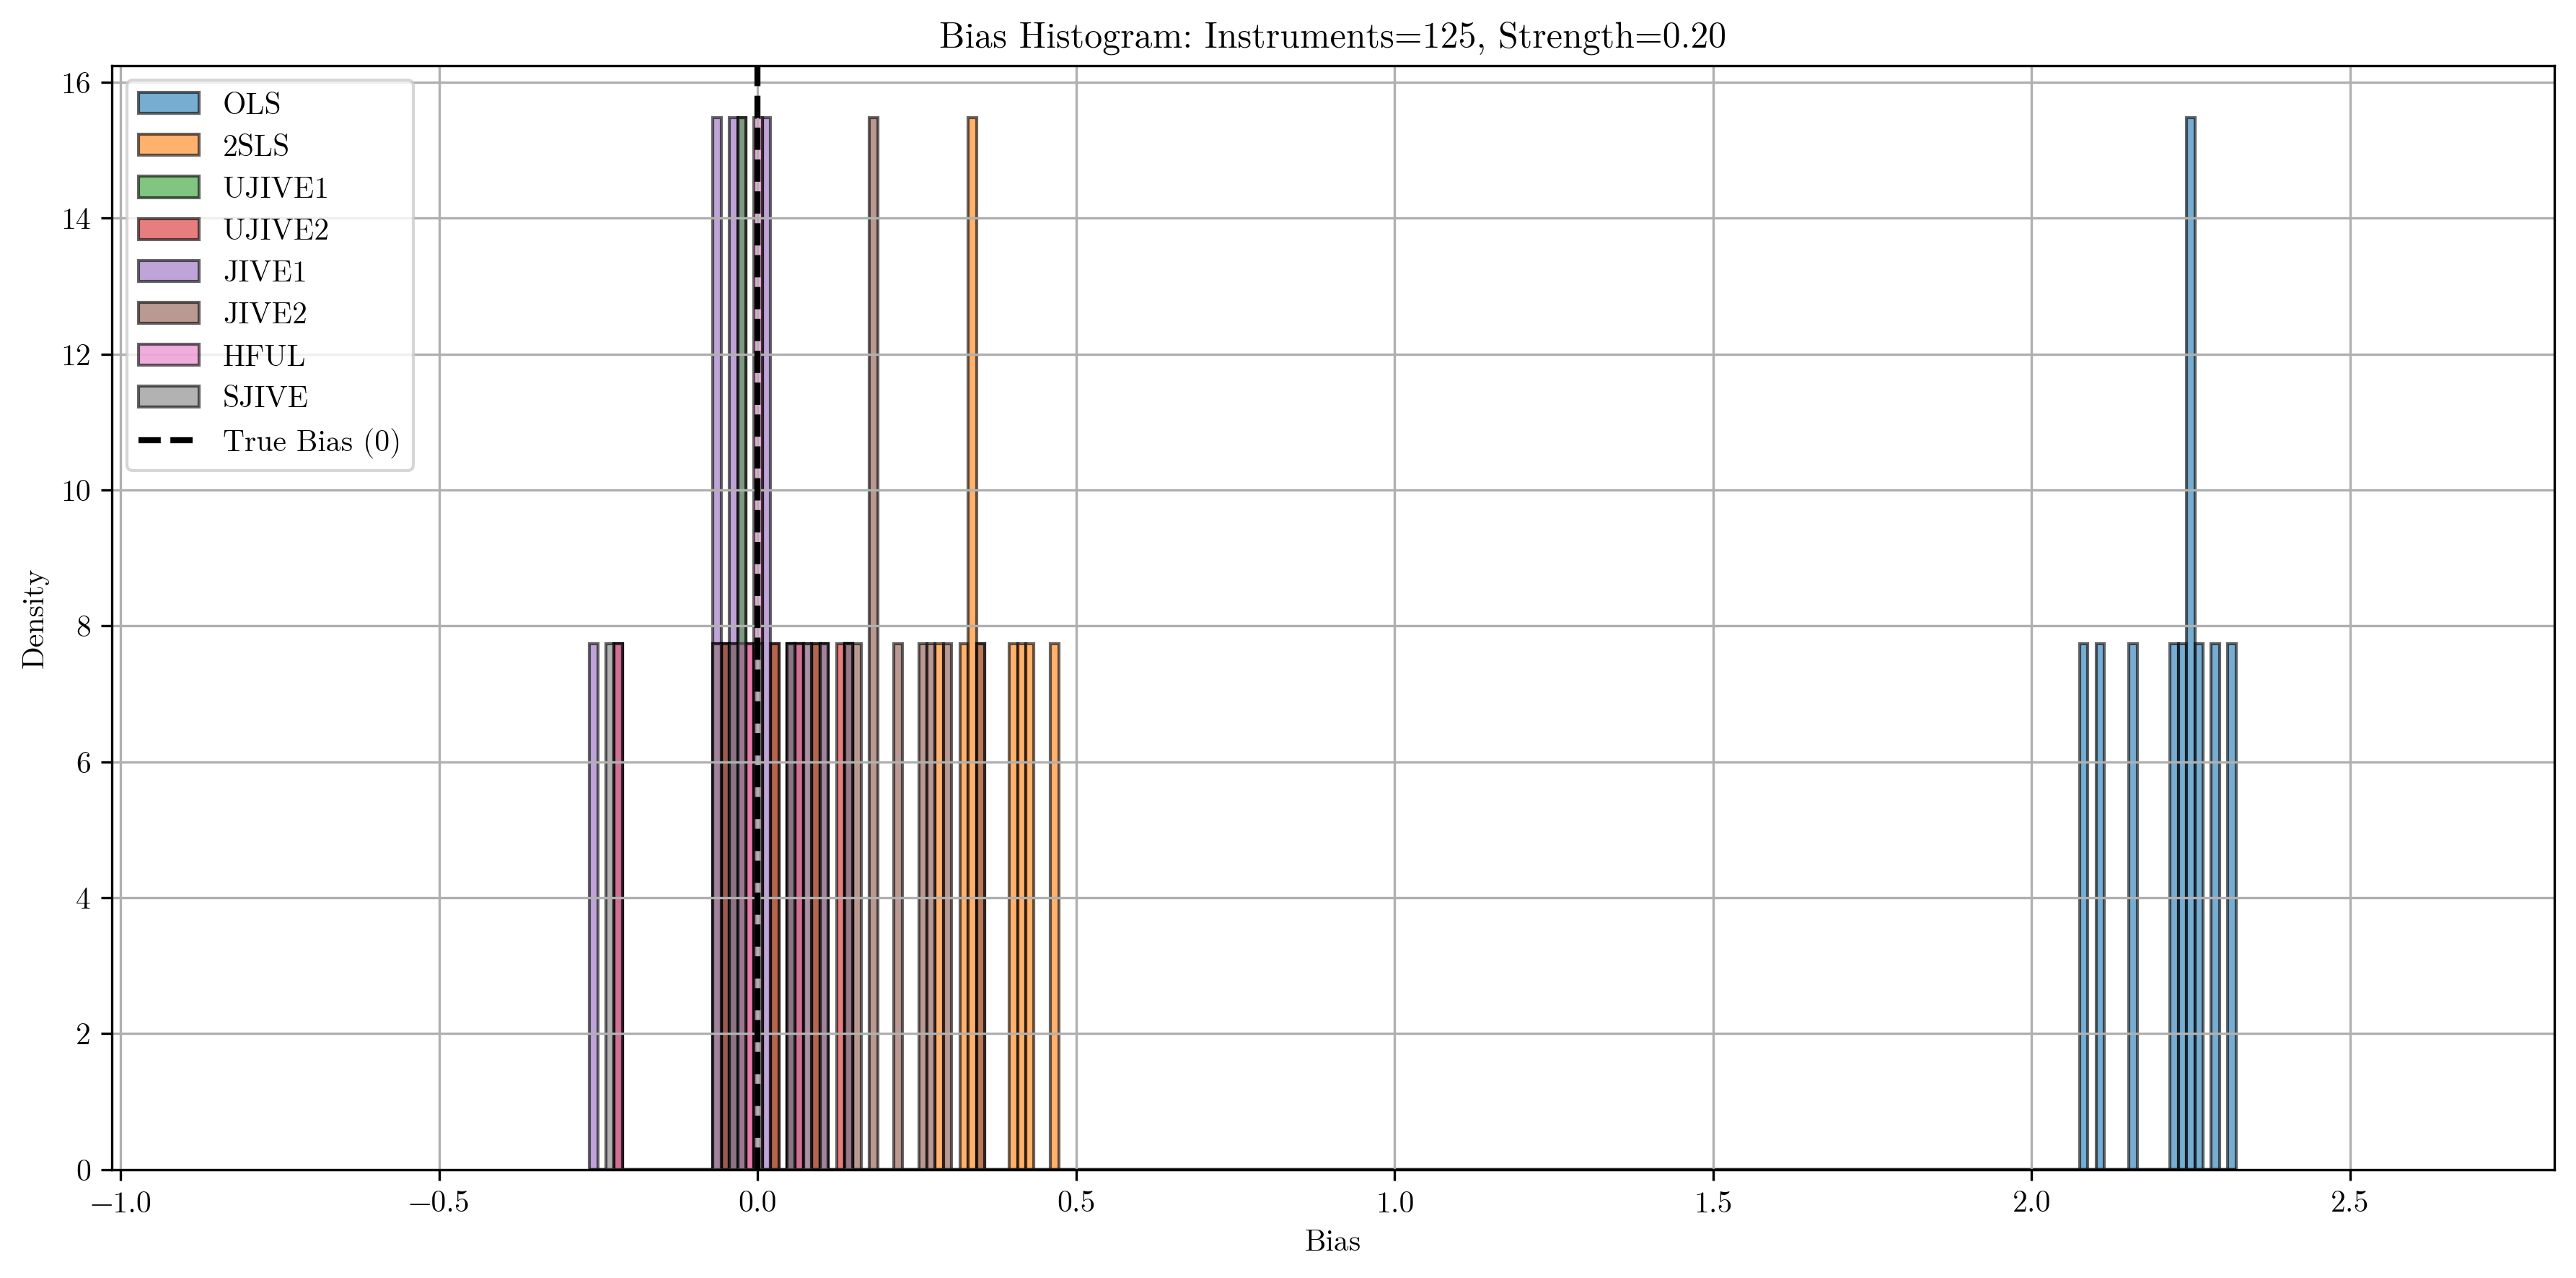 Bias Histogram: Instruments=125, Strength=0.20
16
14
12
10
8
6
4
2
0
Density
OLS
2SLS
UJIVE1
UJIVE2
JIVE1
JIVE2
HFUL
SJIVE
True Bias (0)
−1.0 −0.5 0.0 0.5 1.0 1.5 2.0 2.5
Bias